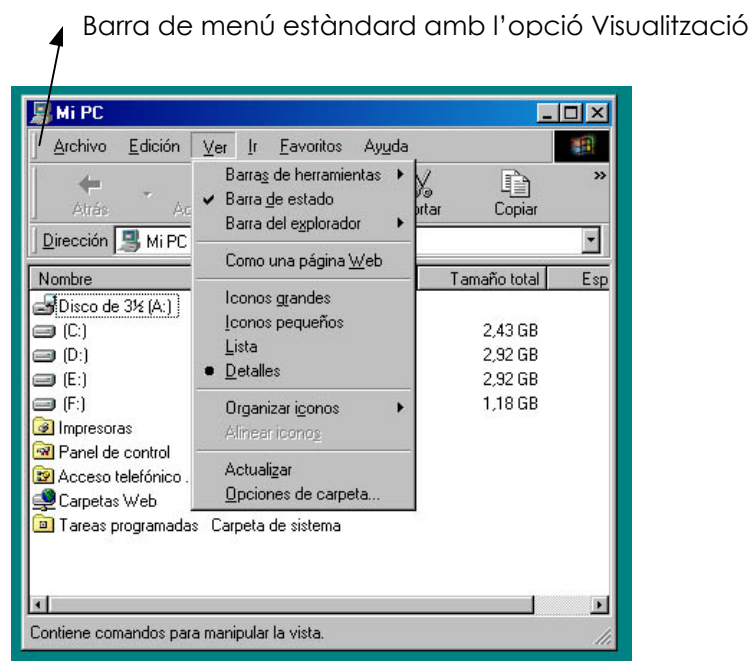 Barra de menú estàndard amb l’opció Visualització
Mi PC
Archivo Edición Ver Ir Favoritos Ayuda
Barras de herramientas
Barra de estado
Barra del explorador
Como una página Web
Iconos grandes
Iconos pequeños
Lista
Detalles
Organizar iconos
Alinear iconos
Actualizar
Opciones de carpeta...
Atrás Copiar »
Dirección Mi PC
Nombre Tamaño total Esp
Disco de 3½ (A:)
(C:) 2,43 GB
(D:) 2,92 GB
(E:) 2,92 GB
(F:) 1,18 GB
Impresoras
Panel de control
Acceso telefónico .
Carpetas Web
Tareas programadas Carpeta de sistema
Contiene comandos para manipular la vista.